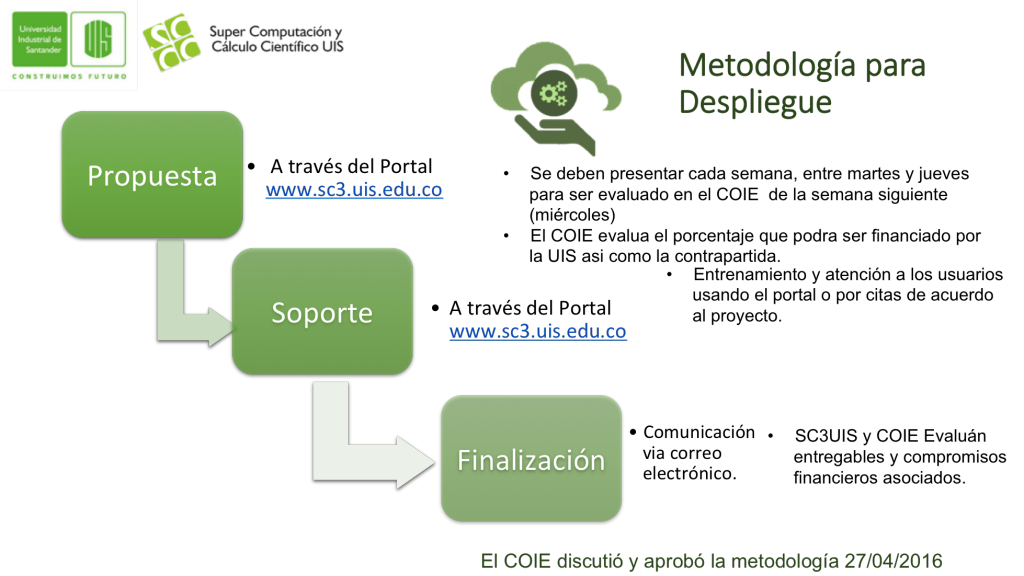 Universidad
Industrial de
Santander
UIS
CONSTRUIMOS FUTURO
SC
CC
Super Computación y
Cálculo Científico UIS
Metodología para
Despliegue
Propuesta
• A través del Portal
www.sc3.uis.edu.co
• Se deben presentar cada semana, entre martes y jueves
para ser evaluado en el COIE de la semana siguiente
(miércoles)
• El COIE evalua el porcentaje que podra ser financiado por
la UIS asi como la contrapartida.
• Entrenamiento y atención a los usuarios
usando el portal o por citas de acuerdo
al proyecto.
Soporte
• A través del Portal
www.sc3.uis.edu.co
Finalización
• Comunicación
via correo
electrónico.
• SC3UIS y COIE Evaluán
entregables y compromisos
financieros asociados.
El COIE discutió y aprobó la metodología 27/04/2016